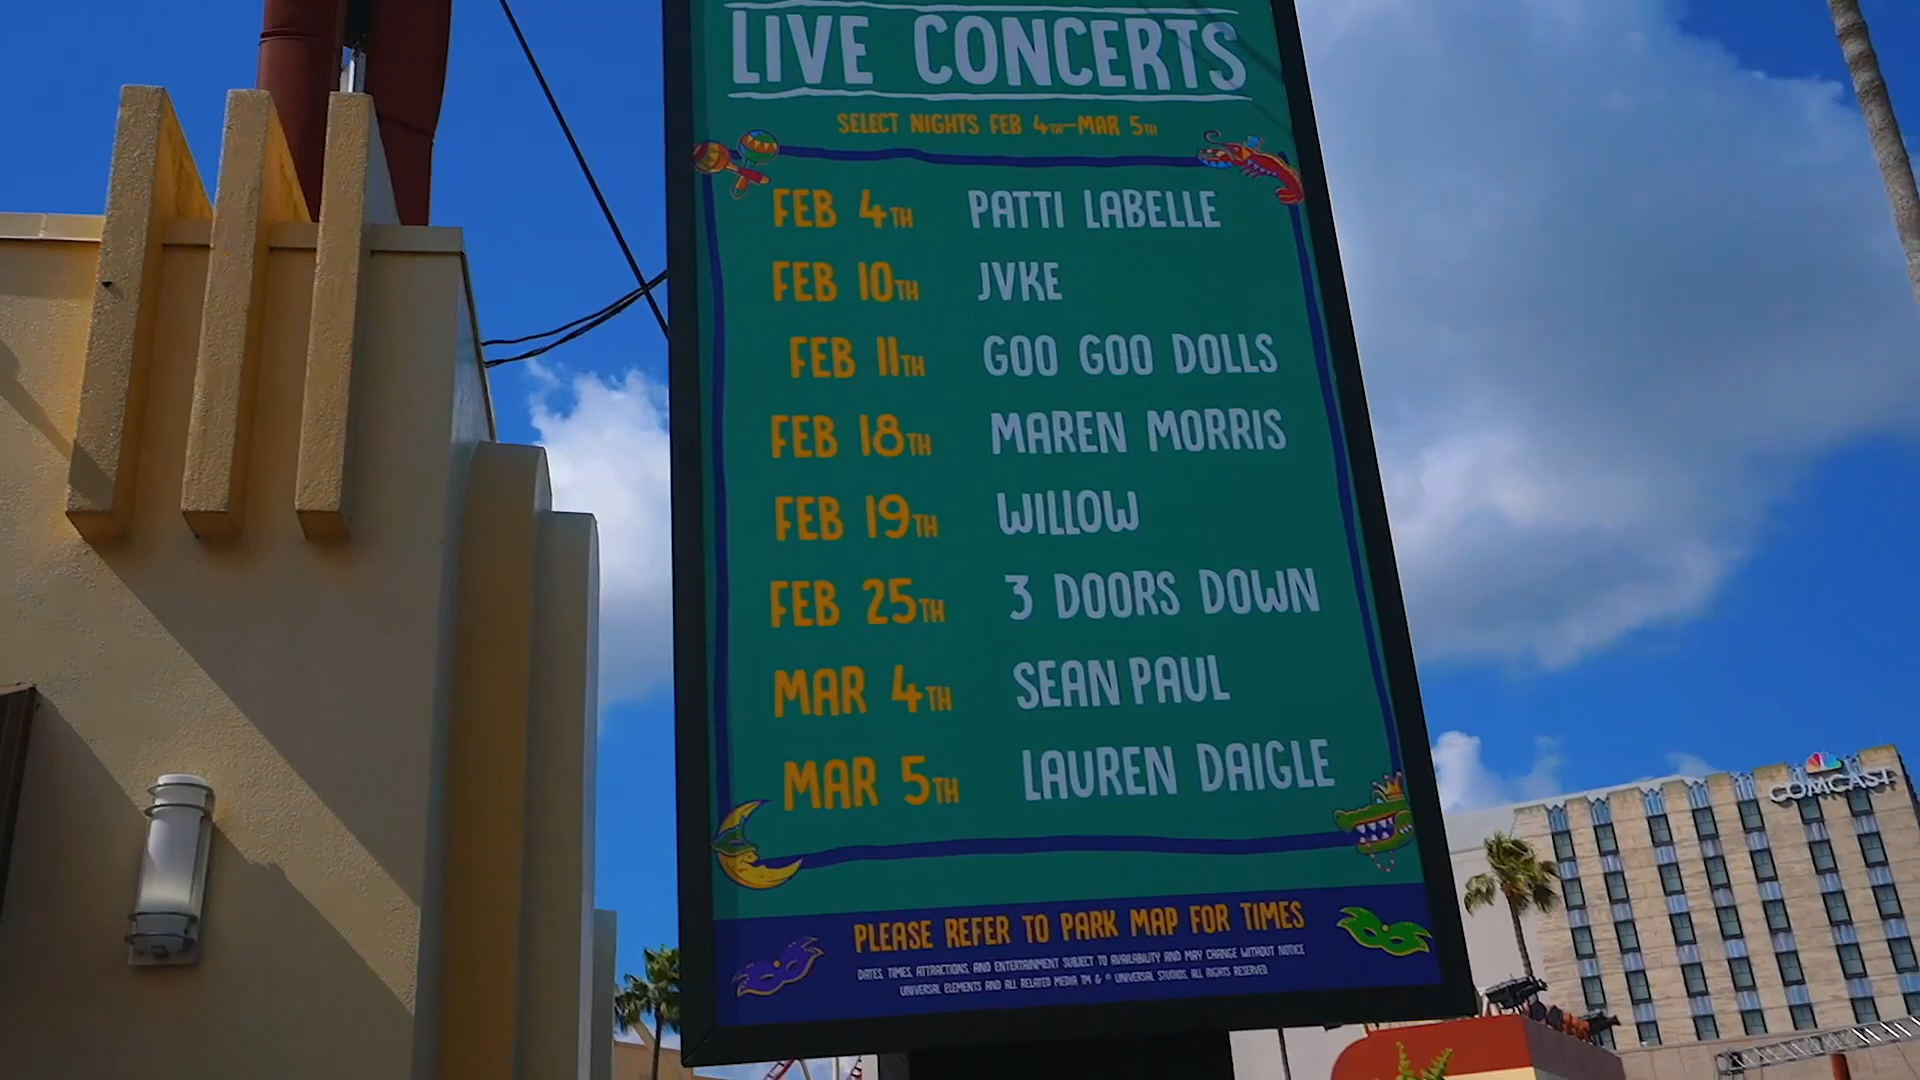 LIVE CONCERTS
SELECT NIGHTS FEB 4TH—MAR 5TH
FEB 4TH PATTI LABELLE
FEB 10TH JVKE
FEB 11TH GOO GOO DOLLS
FEB 18TH MAREN MORRIS
FEB 19TH WILLOW
FEB 25TH 3 DOORS DOWN
MAR 4TH SEAN PAUL
MAR 5TH LAUREN DAIGLE
PLEASE REFER TO PARK MAP FOR TIMES
DATES, TIMES, ATTRACTIONS, AND ENTERTAINMENT SUBJECT TO AVAILABILITY AND MAY CHANGE WITHOUT NOTICE
UNIVERSAL ELEMENTS AND ALL RELATED MEDIA TM & © UNIVERSAL STUDIOS. ALL RIGHTS RESERVED
COMCAST